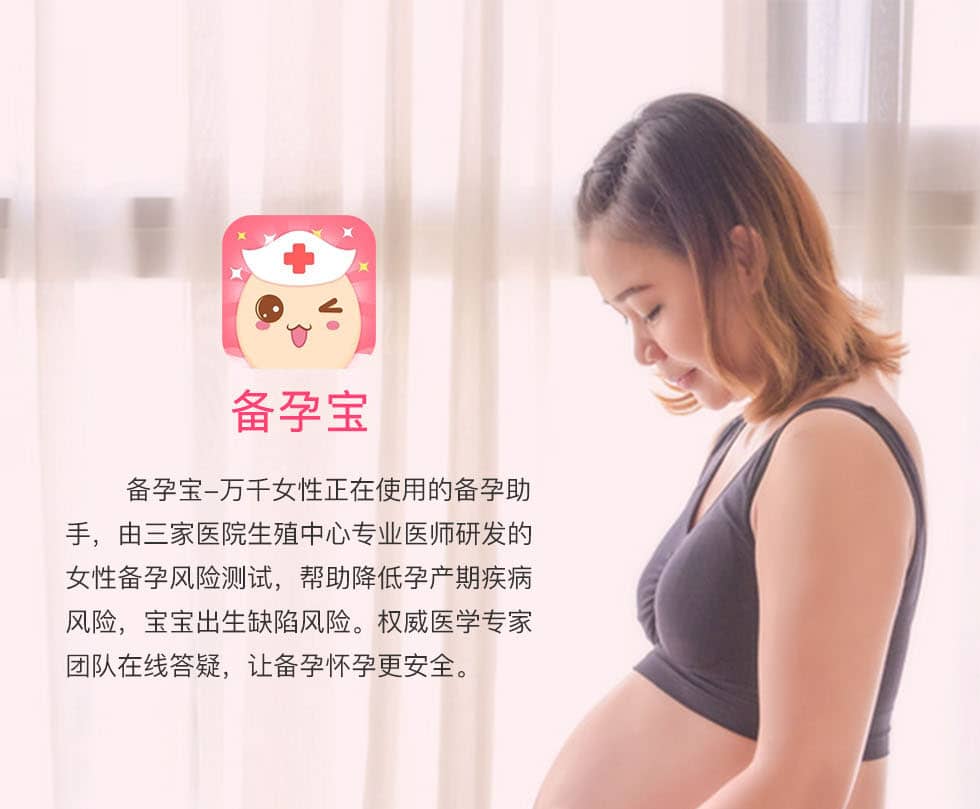 备孕宝
备孕宝-万千女性正在使用的备孕助
手，由三家医院生殖中心专业医师研发的
女性备孕风险测试，帮助降低孕产期疾病
风险，宝宝出生缺陷风险。权威医学专家
团队在线答疑，让备孕怀孕更安全。